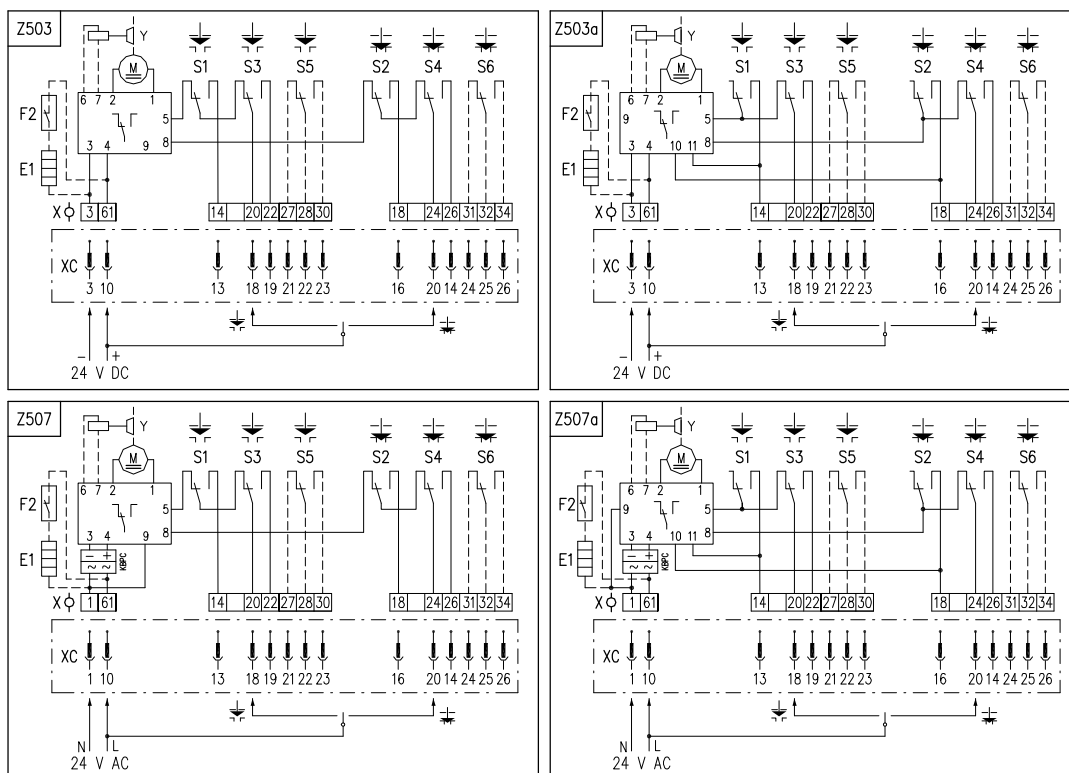 Z503
Y
M
S1 S3 S5 S2 S4 S6
6 7 2 1
F2
5
8
3 4 9
E1
X 3 61 14 20 22 27 28 30 18 24 26 31 32 34
XC
3 10 13 18 19 21 22 23 16 20 14 24 25 26
− +
24 V DC
Z503a
Y
M
S1 S3 S5 S2 S4 S6
6 7 2 1
F2 9
5
8
3 4 10 11
E1
X 3 61 14 20 22 27 28 30 18 24 26 31 32 34
XC
3 10 13 18 19 21 22 23 16 20 14 24 25 26
− +
24 V DC
Z507
Y
M
S1 S3 S5 S2 S4 S6
6 7 2 1
F2
5
8
3 4 9
− +
~ ~
KBPC
E1
X 1 61 14 20 22 27 28 30 18 24 26 31 32 34
XC
1 10 13 18 19 21 22 23 16 20 14 24 25 26
N L
24 V AC
Z507a
Y
M
S1 S3 S5 S2 S4 S6
6 7 2 1
F2 9
5
8
3 4 10 11
− +
~ ~
KBPC
E1
X 1 61 14 20 22 27 28 30 18 24 26 31 32 34
XC
1 10 13 18 19 21 22 23 16 20 14 24 25 26
N L
24 V AC